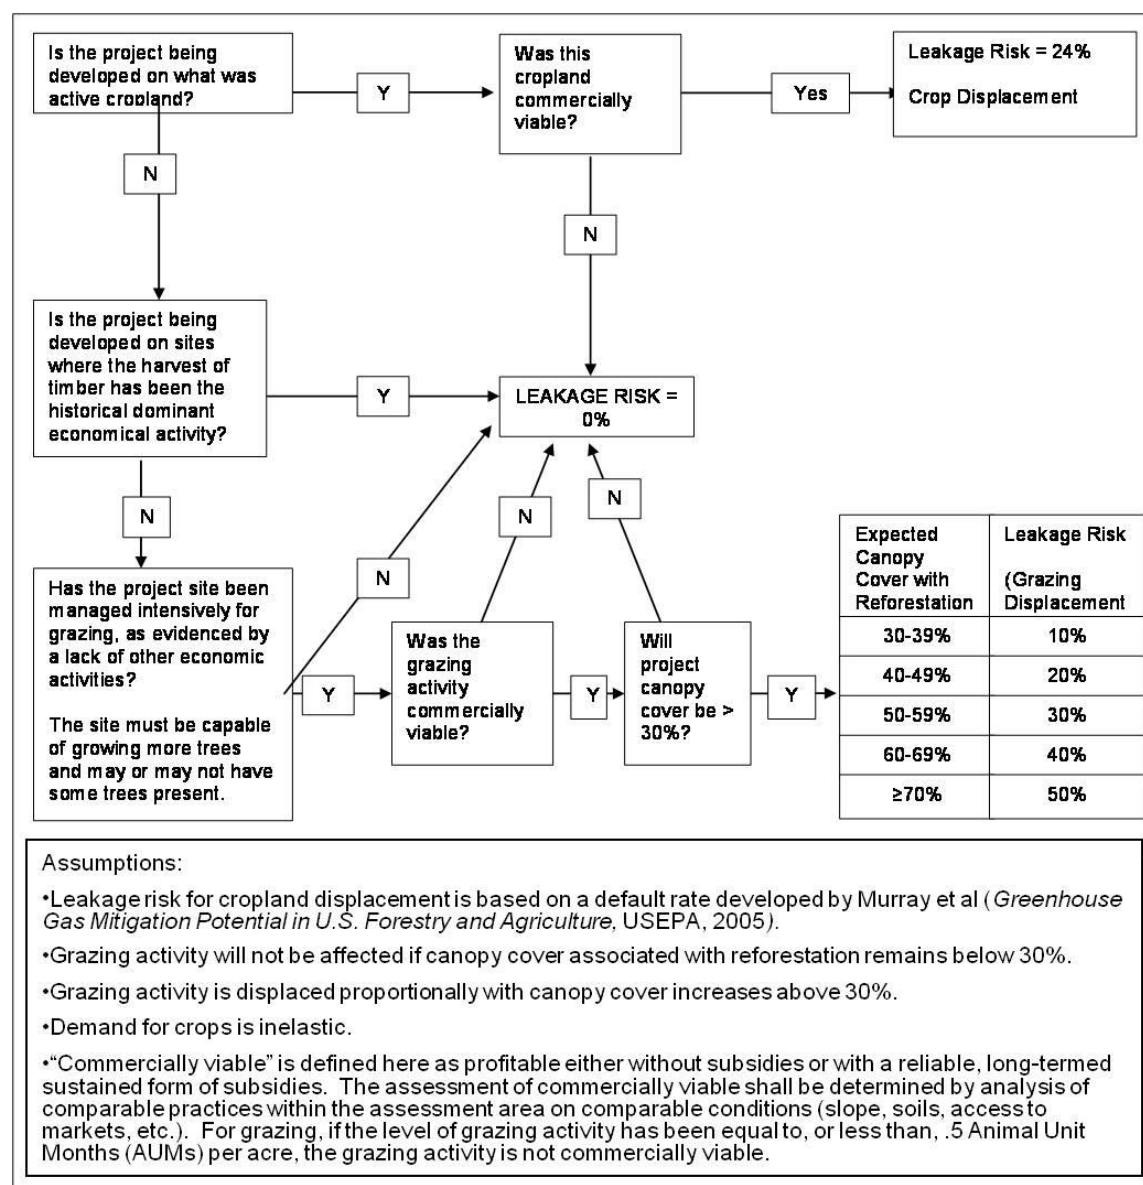 Is the project being
developed on what was
active cropland?
Y
Was this
cropland
commercially
viable?
Yes
Leakage Risk = 24%
Crop Displacement
N
N
Is the project being
developed on sites
where the harvest of
timber has been the
historical dominant
economical activity?
Y
LEAKAGE RISK =
0%
N
N
N
N
Has the project site been
managed intensively for
grazing, as evidenced by
a lack of other economic
activities?
The site must be capable
of growing more trees
and may or may not have
some trees present.
Y
Was the
grazing
activity
commercially
viable?
Y
Will
project
canopy
cover be >
30%?
Y
Expected
Canopy
Cover with
Reforestation
Leakage Risk
(Grazing
Displacement
30-39% 10%
40-49% 20%
50-59% 30%
60-69% 40%
≥70% 50%
Assumptions:
•Leakage risk for cropland displacement is based on a default rate developed by Murray et al (Greenhouse
Gas Mitigation Potential in U.S. Forestry and Agriculture, USEPA, 2005).
•Grazing activity will not be affected if canopy cover associated with reforestation remains below 30%.
•Grazing activity is displaced proportionally with canopy cover increases above 30%.
•Demand for crops is inelastic.
•“Commercially viable” is defined here as profitable either without subsidies or with a reliable, long-termed
sustained form of subsidies. The assessment of commercially viable shall be determined by analysis of
comparable practices within the assessment area on comparable conditions (slope, soils, access to
markets, etc.). For grazing, if the level of grazing activity has been equal to, or less than, .5 Animal Unit
Months (AUMs) per acre, the grazing activity is not commercially viable.